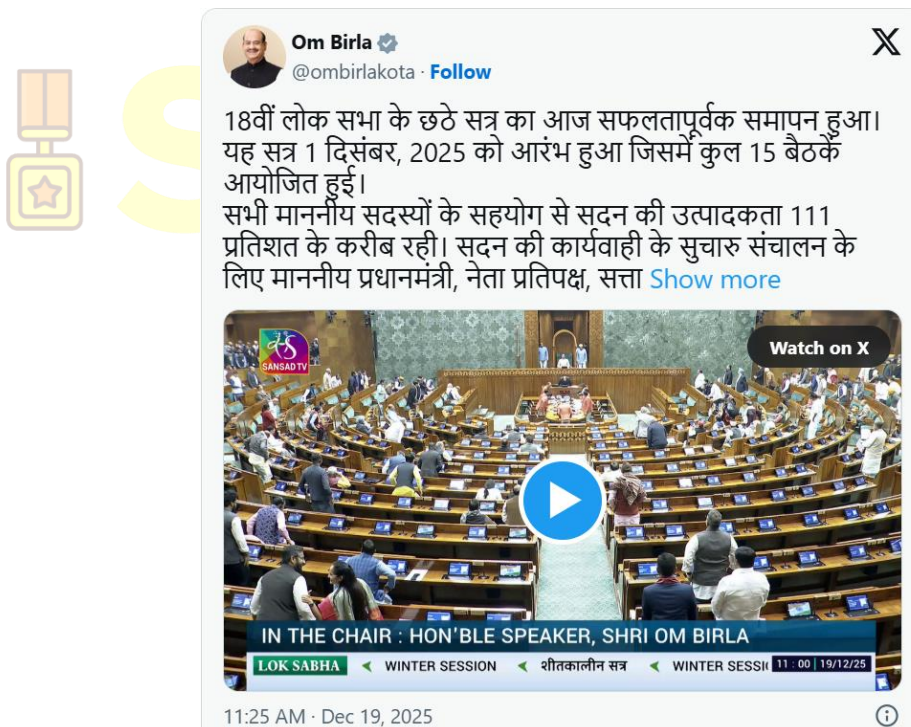 Om Birla
@ombirlakota · Follow
18वीं लोक सभा के छठे सत्र का आज सफलतापूर्वक समापन हुआ।
यह सत्र 1 दिसंबर, 2025 को आरंभ हुआ जिसमें कुल 15 बैठकें
आयोजित हुई।
सभी माननीय सदस्यों के सहयोग से सदन की उत्पादकता 111
प्रतिशत के करीब रही। सदन की कार्यवाही के सुचारु संचालन के
लिए माननीय प्रधानमंत्री, नेता प्रतिपक्ष, सत्ता Show more
SANSAD TV
Watch on X
IN THE CHAIR : HON'BLE SPEAKER, SHRI OM BIRLA
LOK SABHA WINTER SESSION शीतकालीन सत्र WINTER SESSI 11 : 00 19/12/25
11:25 AM · Dec 19, 2025